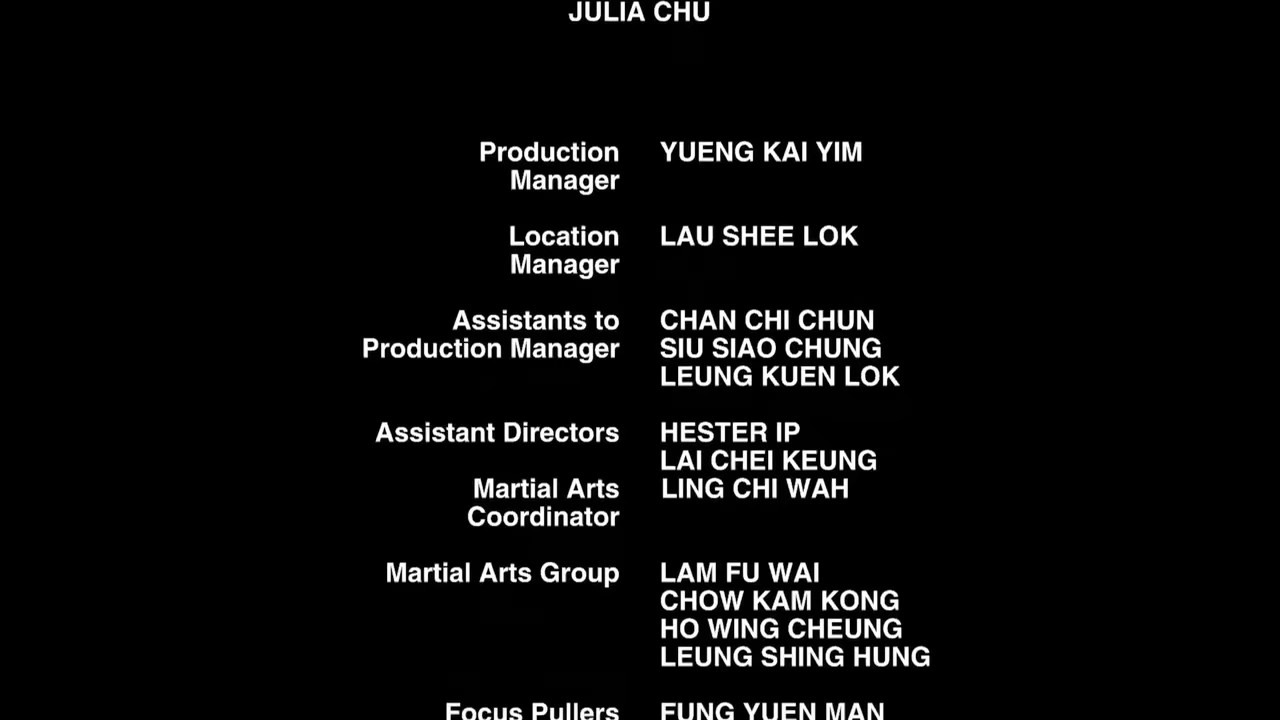 JULIA CHU
Production YUENG KAI YIM
Manager
Location LAU SHEE LOK
Manager
Assistants to CHAN CHI CHUN
Production Manager SIU SIAO CHUNG
LEUNG KUEN LOK
Assistant Directors HESTER IP
LAI CHEI KEUNG
Martial Arts LING CHI WAH
Coordinator
Martial Arts Group LAM FU WAI
CHOW KAM KONG
HO WING CHEUNG
LEUNG SHING HUNG
Focus Pullers FUNG YUEN MAN